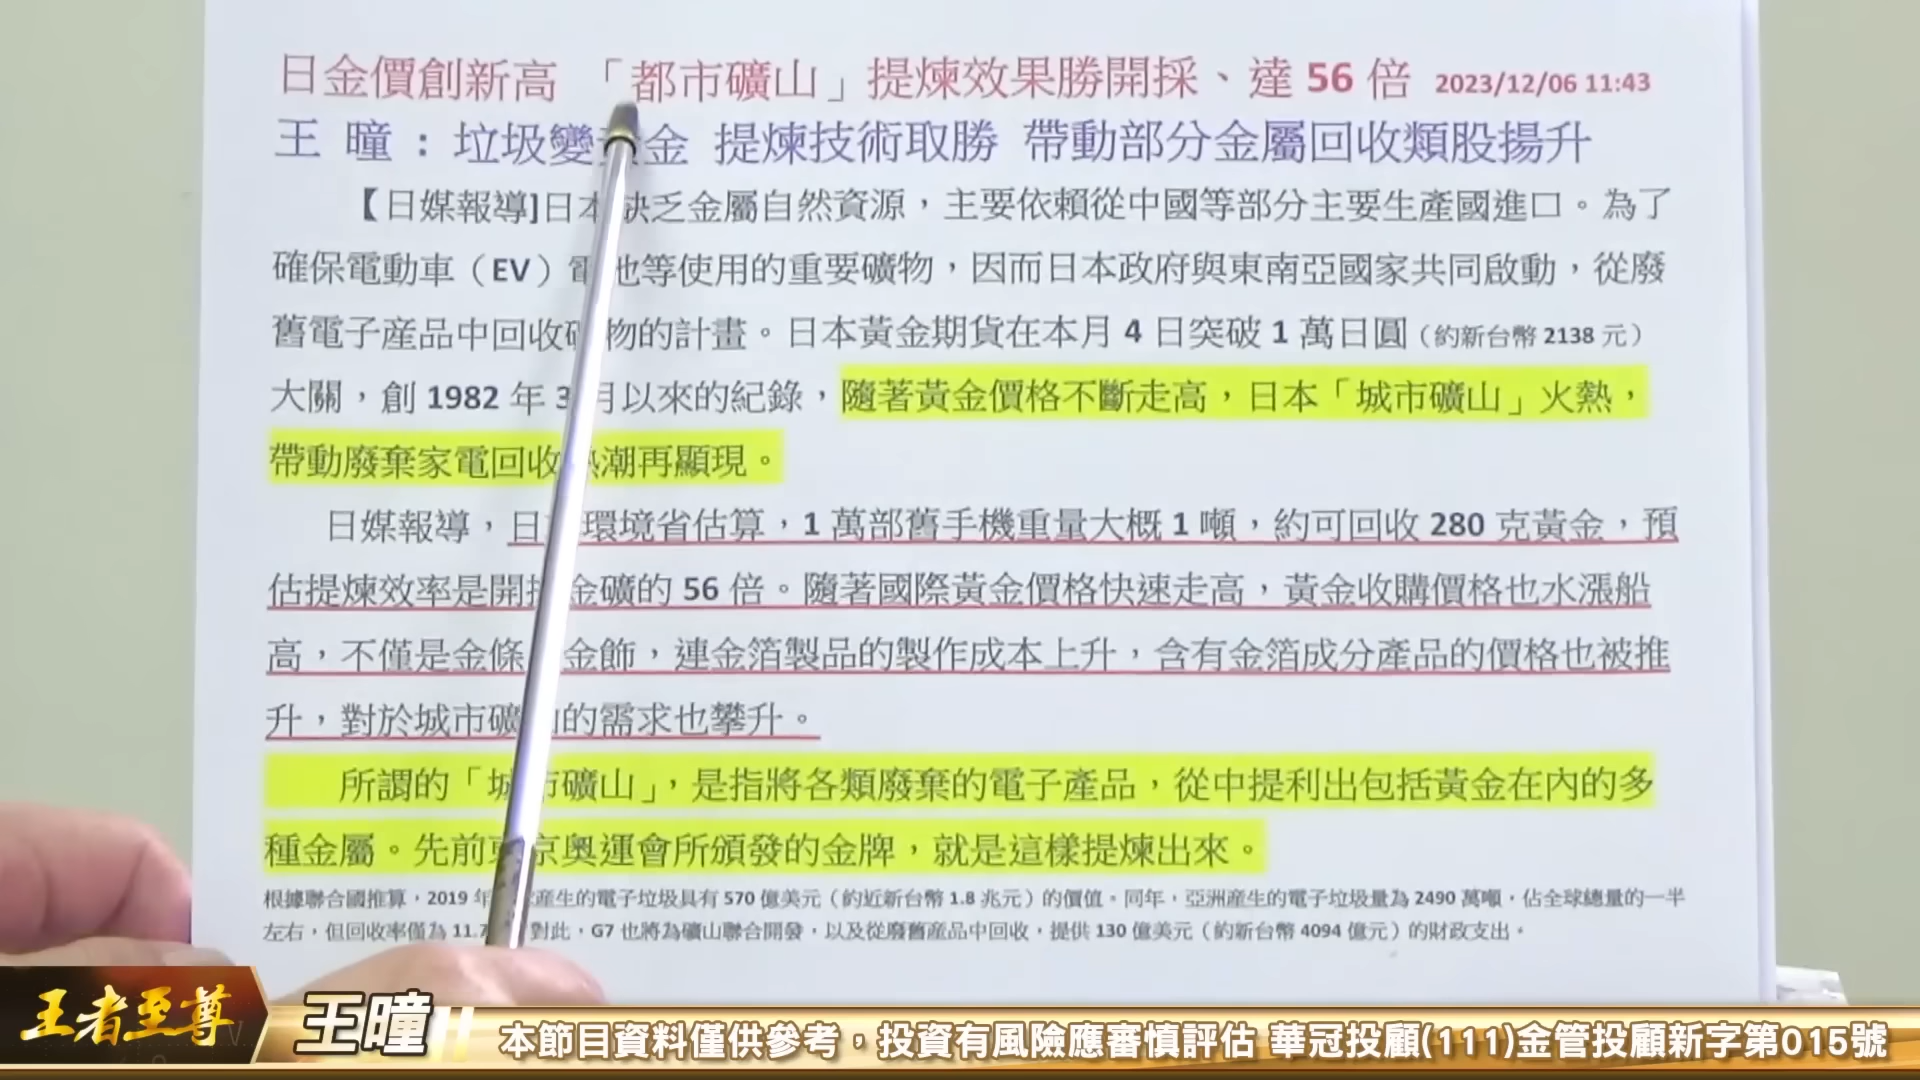 日金價創新高 「都市礦山」提煉效果勝開採、達 56 倍 2023/12/06 11:43
王 曈：垃圾變 金 提煉技術取勝 帶動部分金屬回收類股揚升
【日媒報導]日本缺乏金屬自然資源，主要依賴從中國等部分主要生產國進口。為了
確保電動車（EV）電池等使用的重要礦物，因而日本政府與東南亞國家共同啟動，從廢
舊電子産品中回收礦物的計畫。日本黃金期貨在本月 4 日突破 1 萬日圓（約新台幣 2138 元）
大關，創 1982 年 3 月以來的紀錄，隨著黃金價格不斷走高，日本「城市礦山」火熱，
帶動廢棄家電回收熱潮再顯現。
日媒報導，日 環境省估算，1 萬部舊手機重量大概 1 噸，約可回收 280 克黃金，預
估提煉效率是開採金礦的 56 倍。隨著國際黃金價格快速走高，黃金收購價格也水漲船
高，不僅是金條 金飾，連金箔製品的製作成本上升，含有金箔成分產品的價格也被推
升，對於城市礦山的需求也攀升。
所謂的「城市礦山」，是指將各類廢棄的電子產品，從中提利出包括黃金在內的多
種金屬。先前東京奧運會所頒發的金牌，就是這樣提煉出來。
根據聯合國推算，2019 年 産生的電子垃圾具有 570 億美元（約近新台幣 1.8 兆元）的價值。同年，亞洲產生的電子垃圾量為 2490 萬噸，佔全球總量的一半
左右，但回收率僅為 11.7 對此，G7 也將為礦山聯合開發，以及從廢舊産品中回收，提供 130 億美元（約新台幣 4094 億元）的財政支出。
王者至尊 王曈 本節目資料僅供參考，投資有風險應審慎評估 華冠投顧(111)金管投顧新字第015號